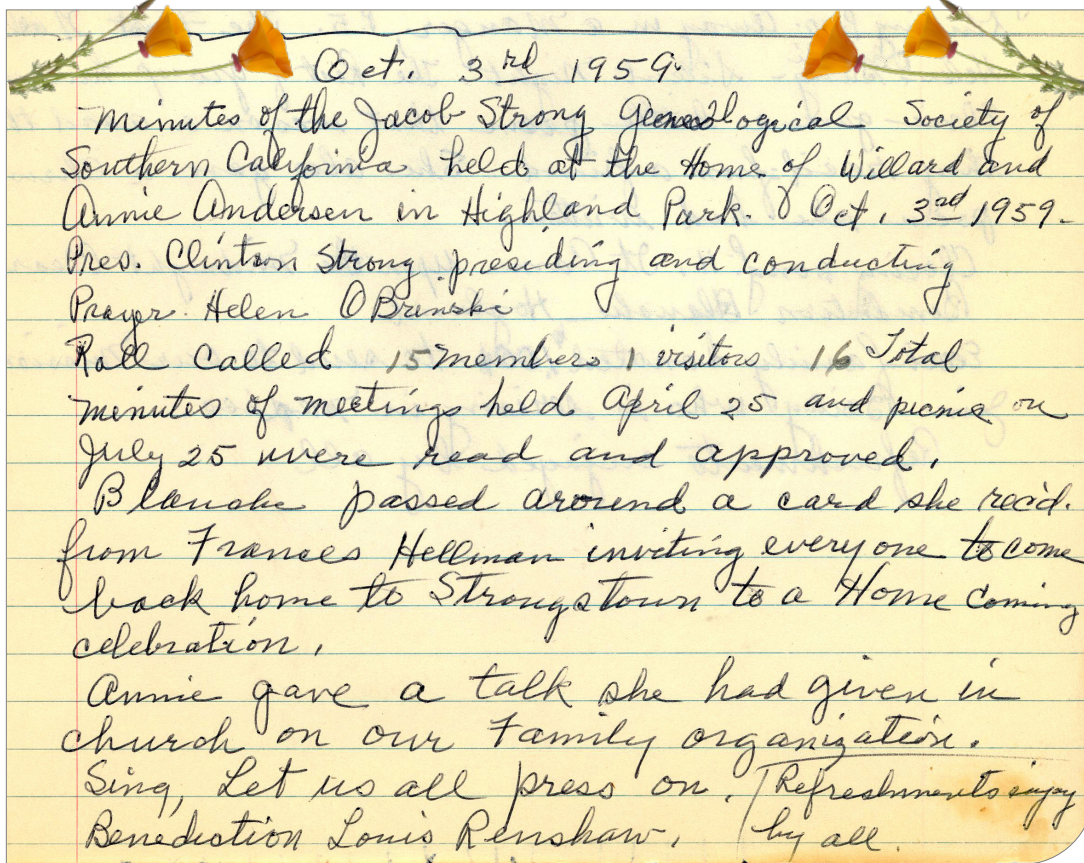 Oct. 3rd 1959.
Minutes of the Jacob Strong Geneological Society of
Southern California held at the Home of Willard and
Annie Andersen in Highland Park. Oct. 3rd 1959.
Pres. Clinton Strong presiding and conducting
Prayer. Helen OBrinski
Roll called 15 members 1 visitors 16 Total
Minutes of meetings held April 25 and picnic on
July 25 were read and approved.
Blanche passed around a card she rec'd.
from Frances Hellman inviting everyone to come
back home to Strongstown to a Home coming
celebration.
Annie gave a talk she had given in
church on our Family organization.
Sing, Let us all press on. / Refreshments enjoy
Benediction Louis Renshaw. / by all.